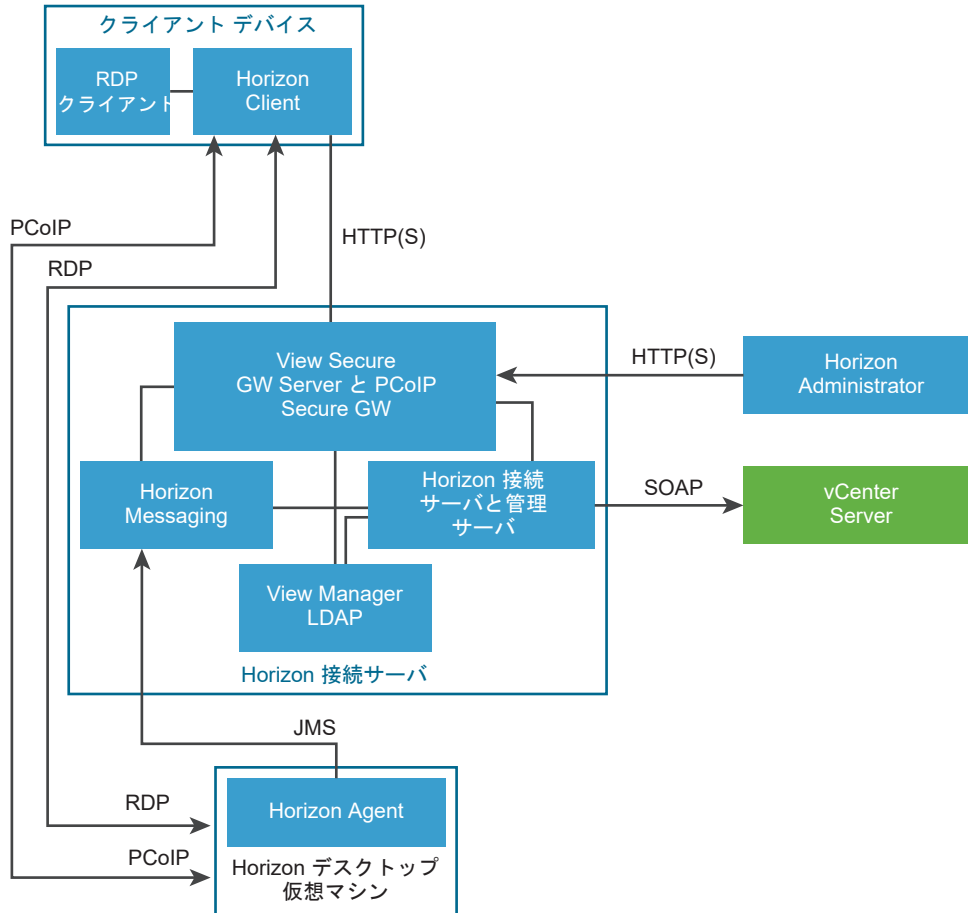 クライアント デバイス
RDP
クライアント
Horizon
Client
PCoIP
HTTP(S)
RDP
View Secure
GW Server と PCoIP
Secure GW
HTTP(S)
Horizon
Administrator
Horizon
Messaging
Horizon 接続
サーバと管理
サーバ
SOAP
vCenter
Server
View Manager
LDAP
Horizon 接続サーバ
JMS
RDP
Horizon Agent
PCoIP
Horizon デスクトップ
仮想マシン